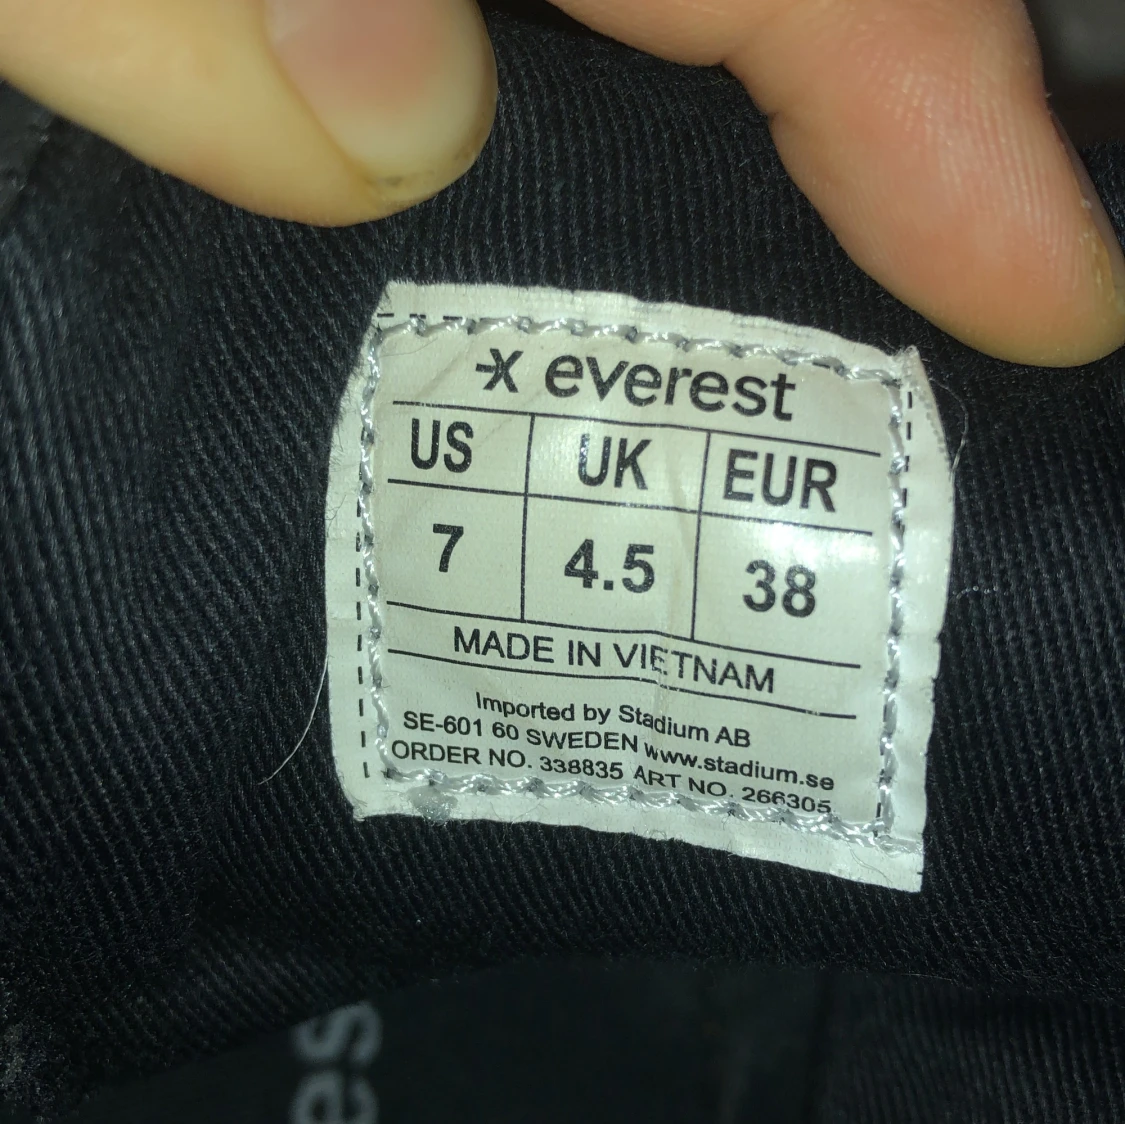 everest
US UK EUR
7 4.5 38
MADE IN VIETNAM
Imported by Stadium AB
SE-601 60 SWEDEN www.stadium.se
ORDER NO. 338835 ART NO. 266305
es